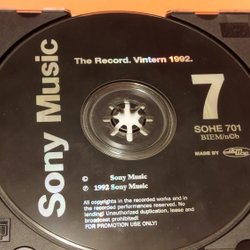 Sony Music
The Record. Vintern 1992.
7
SOHE 701
BIEM/n©b
MADE BY
© Sony Music
℗ 1992 Sony Music
All copyrights in the recorded works and in
the recorded performances reserved. No
lending! Unauthorized duplication, lease and
broadcasting strictly prohibited!
FOR PROMOTION USE ONLY!